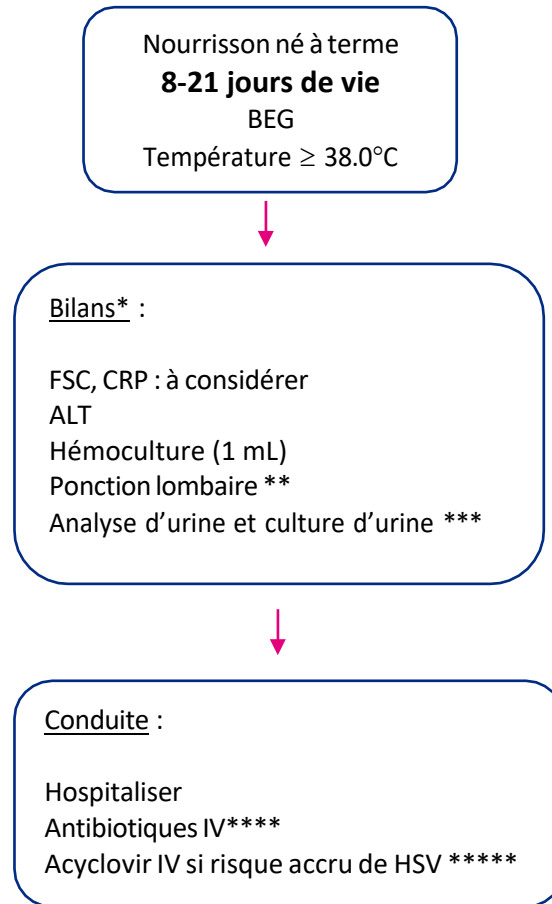 Nourrisson né à terme
8-21 jours de vie
BEG
Température ≥ 38.0°C
Bilans* :
FSC, CRP : à considérer
ALT
Hémoculture (1 mL)
Ponction lombaire **
Analyse d’urine et culture d’urine ***
Conduite :
Hospitaliser
Antibiotiques IV****
Acyclovir IV si risque accru de HSV *****